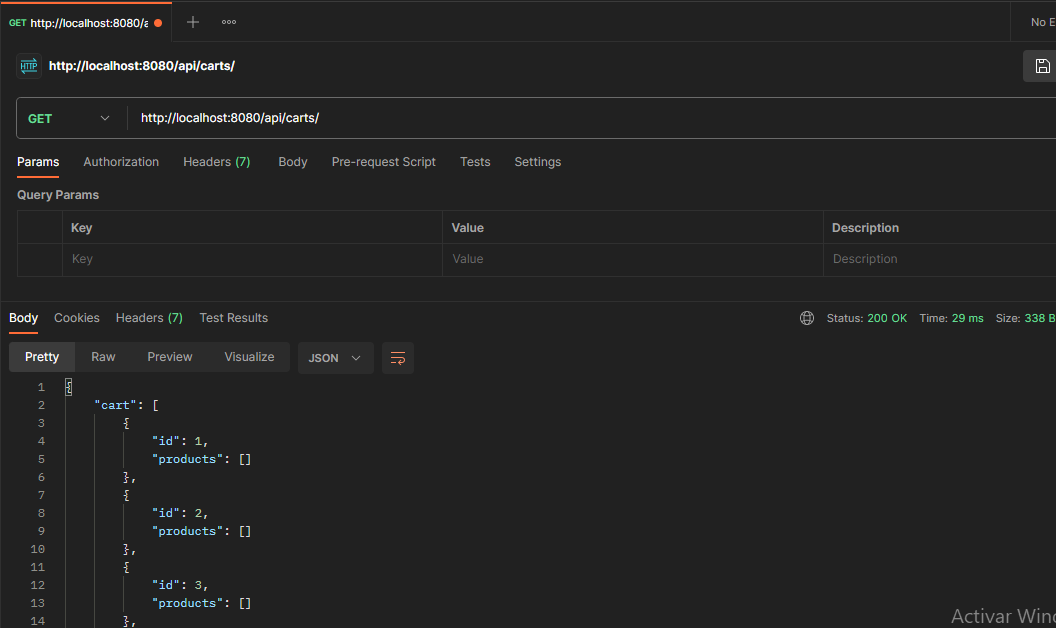 GET http://localhost:8080/a
No E
HTTP http://localhost:8080/api/carts/
GET http://localhost:8080/api/carts/
Params Authorization Headers (7) Body Pre-request Script Tests Settings
Query Params
Key Value Description
Key Value Description
Body Cookies Headers (7) Test Results Status: 200 OK Time: 29 ms Size: 338 B
Pretty Raw Preview Visualize JSON
1 {
2 "cart": [
3 {
4 "id": 1,
5 "products": []
6 },
7 {
8 "id": 2,
9 "products": []
10 },
11 {
12 "id": 3,
13 "products": []
14 },
Activar Wind